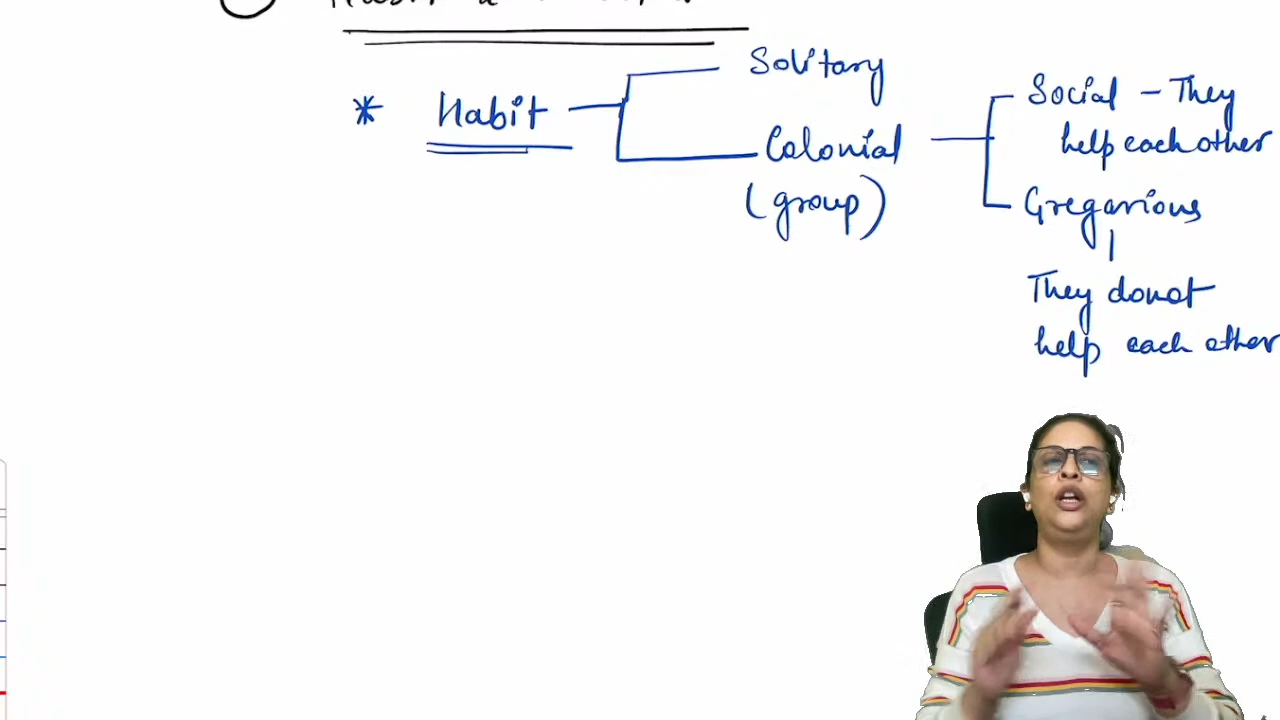 * Habit
Solitary
Colonial
(group)
Social - They
help each other
Gregarious
They donot
help each other